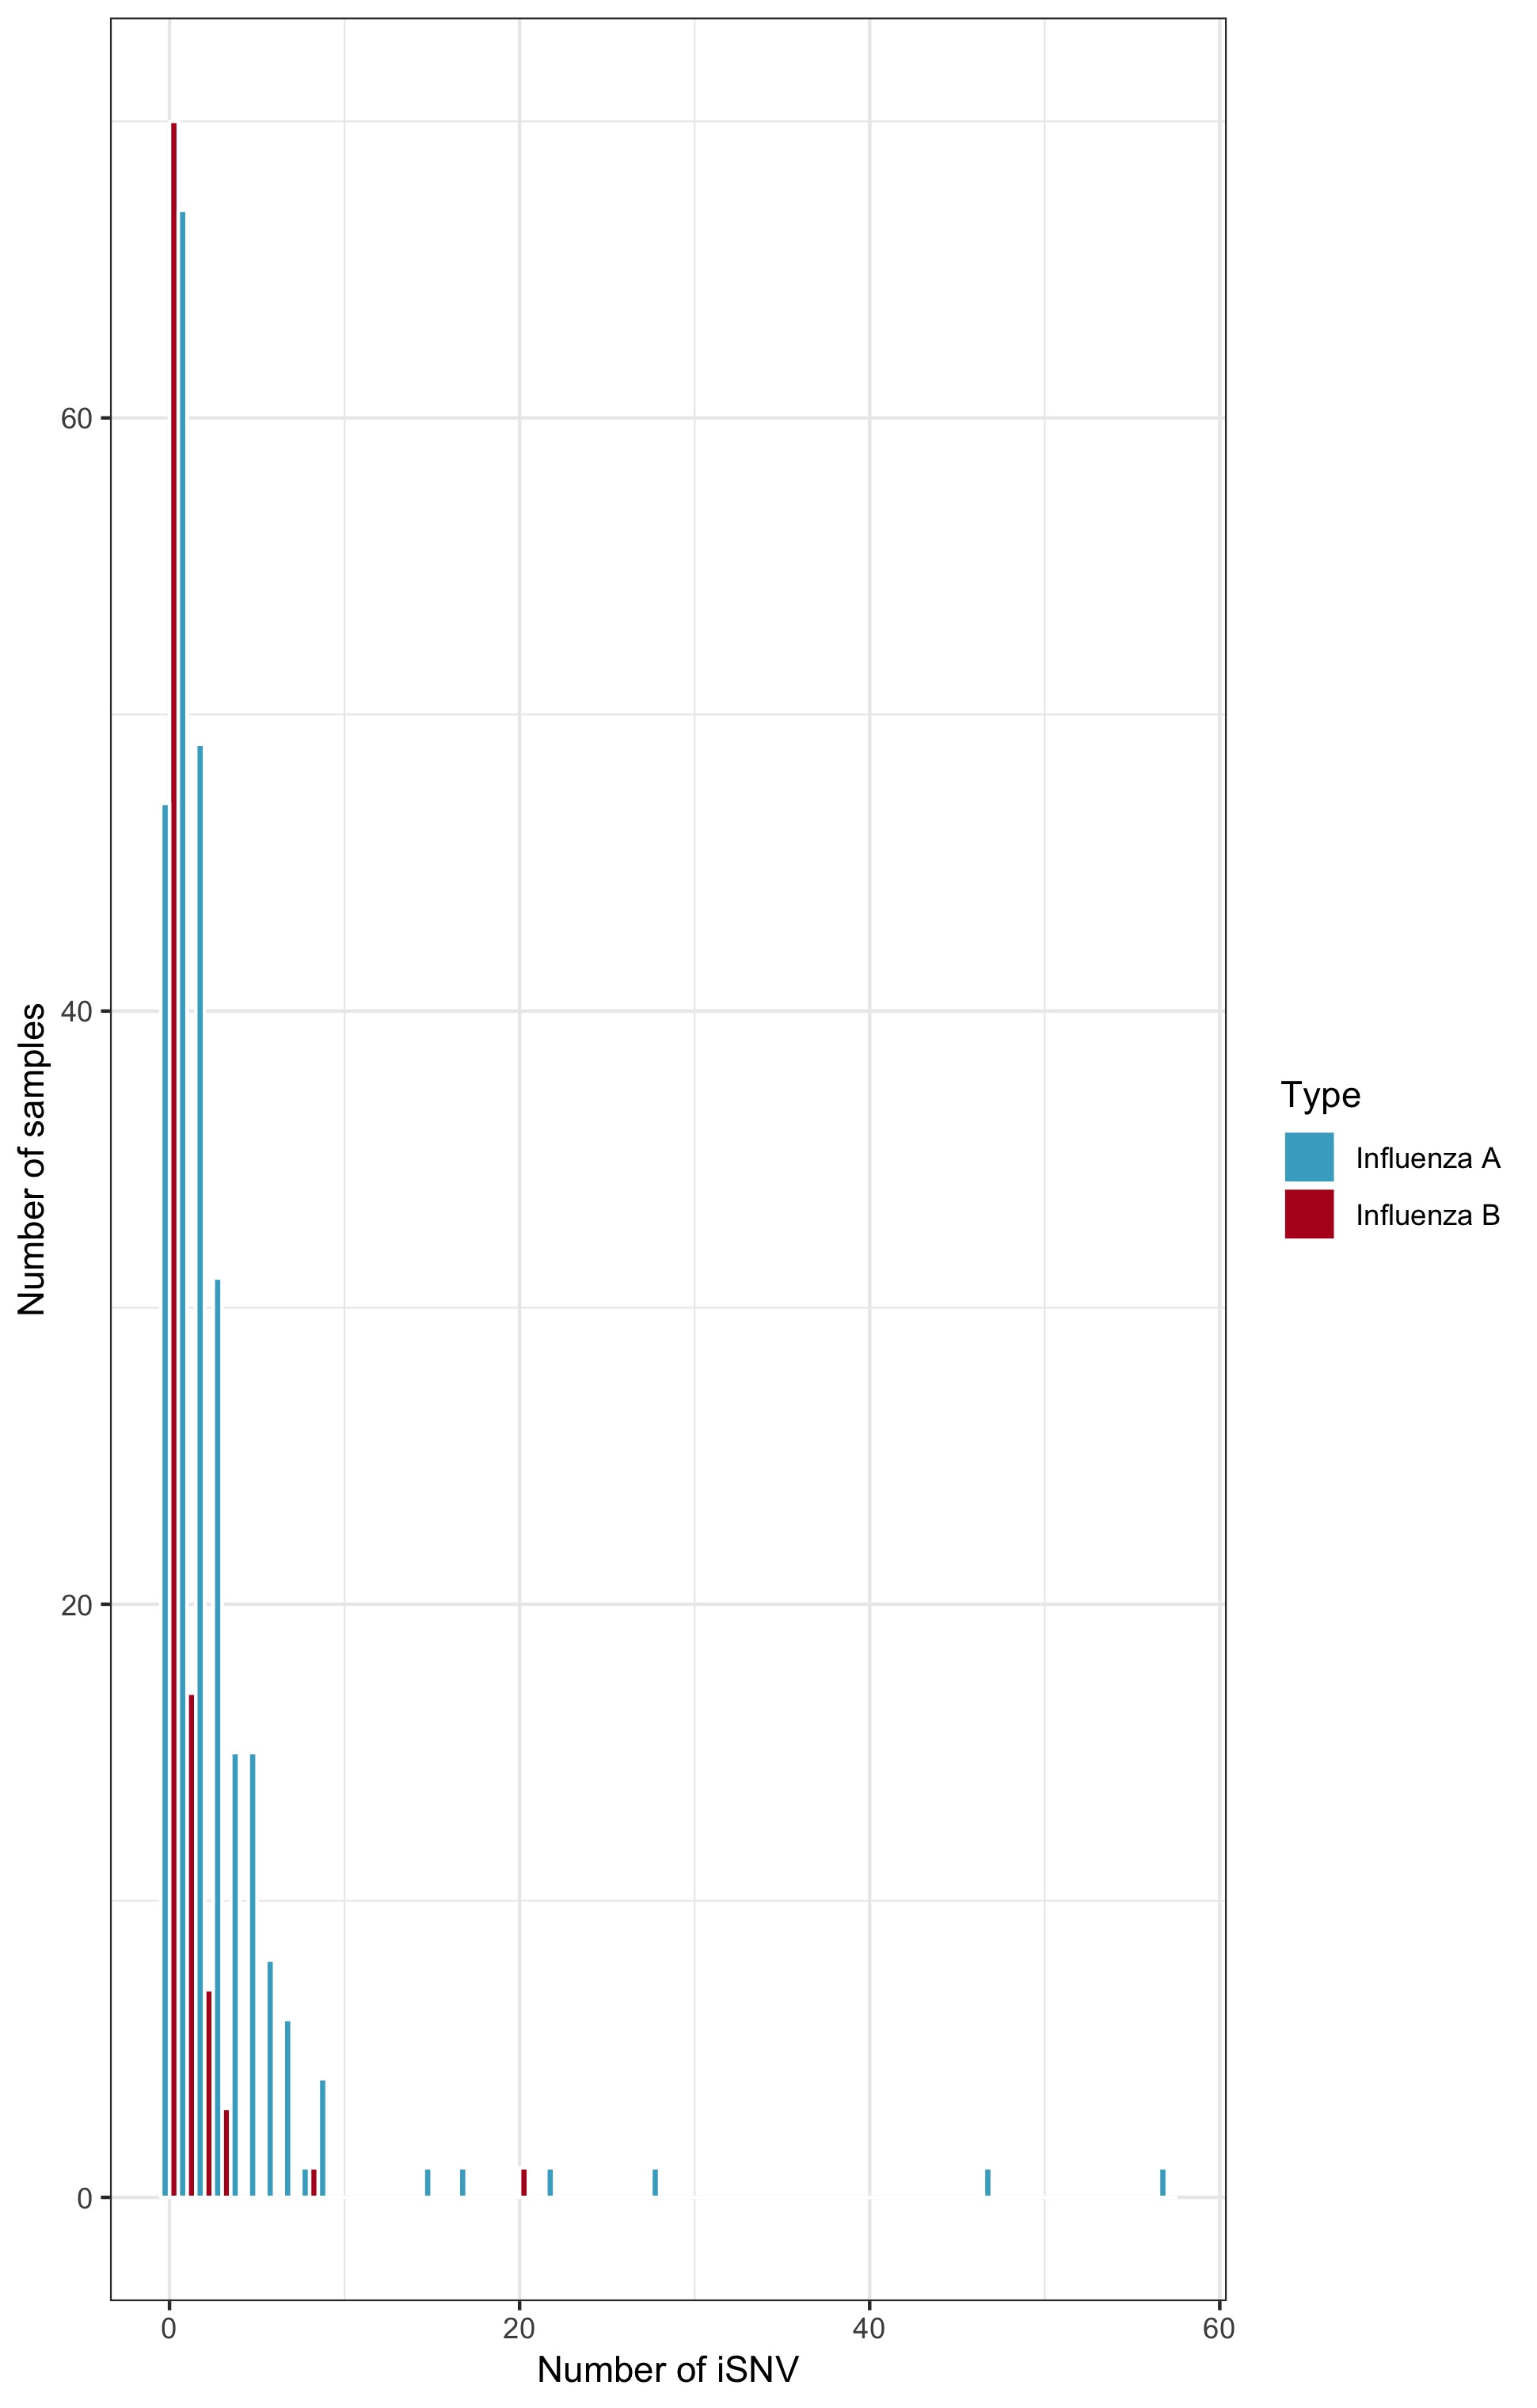 Number of samples
60
40
20
0
0 20 40 60
Number of iSNV
Type
Influenza A
Influenza B